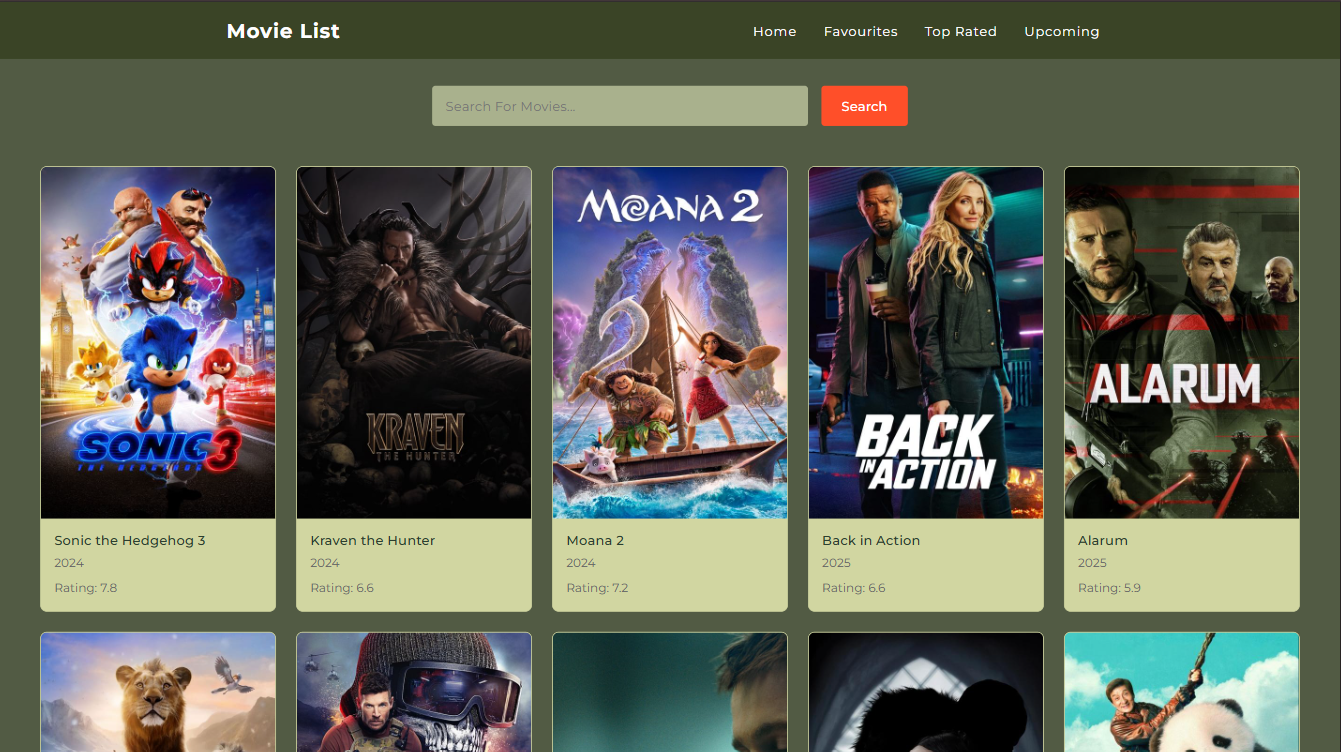 Movie List
Home Favourites Top Rated Upcoming
Search For Movies...
Search
SONIC 3
THE HEDGEHOG
KRAVEN
THE HUNTER
MOANA 2
BACK
IN ACTION
ALARUM
Sonic the Hedgehog 3
2024
Rating: 7.8
Kraven the Hunter
2024
Rating: 6.6
Moana 2
2024
Rating: 7.2
Back in Action
2025
Rating: 6.6
Alarum
2025
Rating: 5.9